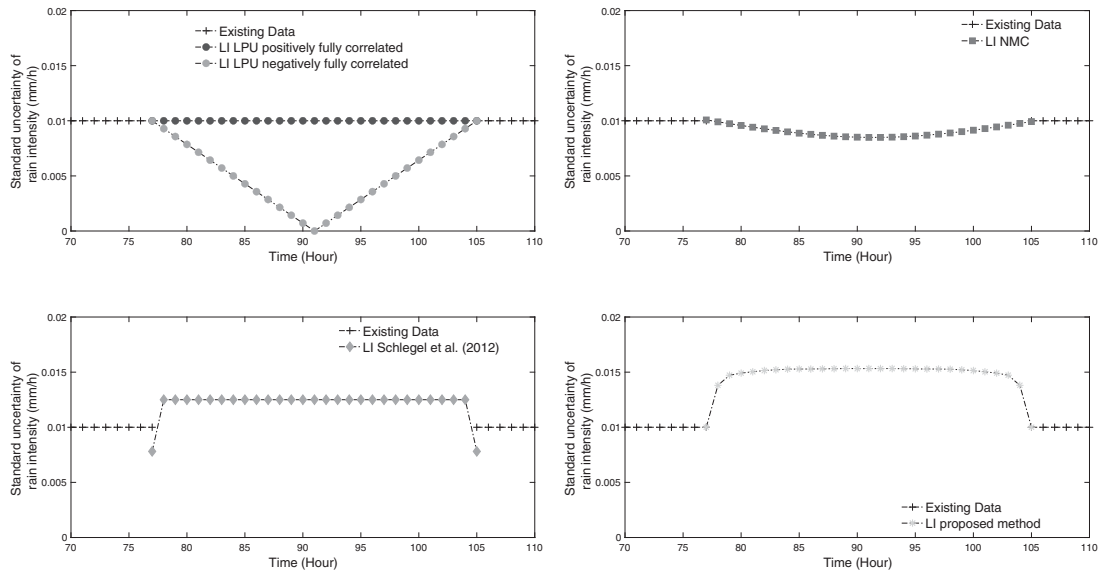 0.02
0.015
0.01
0.005
0
Standard uncertainty of
rain intensity (mm/h)
Existing Data
LI LPU positively fully correlated
LI LPU negatively fully correlated
70 75 80 85 90 95 100 105 110
Time (Hour)
0.02
0.015
0.01
0.005
0
Standard uncertainty of
rain intensity (mm/h)
Existing Data
LI NMC
70 75 80 85 90 95 100 105 110
Time (Hour)
0.02
0.015
0.01
0.005
0
Standard uncertainty of
rain intensity (mm/h)
Existing Data
LI Schlegel et al. (2012)
70 75 80 85 90 95 100 105 110
Time (Hour)
0.02
0.015
0.01
0.005
0
Standard uncertainty of
rain intensity (mm/h)
Existing Data
LI proposed method
70 75 80 85 90 95 100 105 110
Time (Hour)